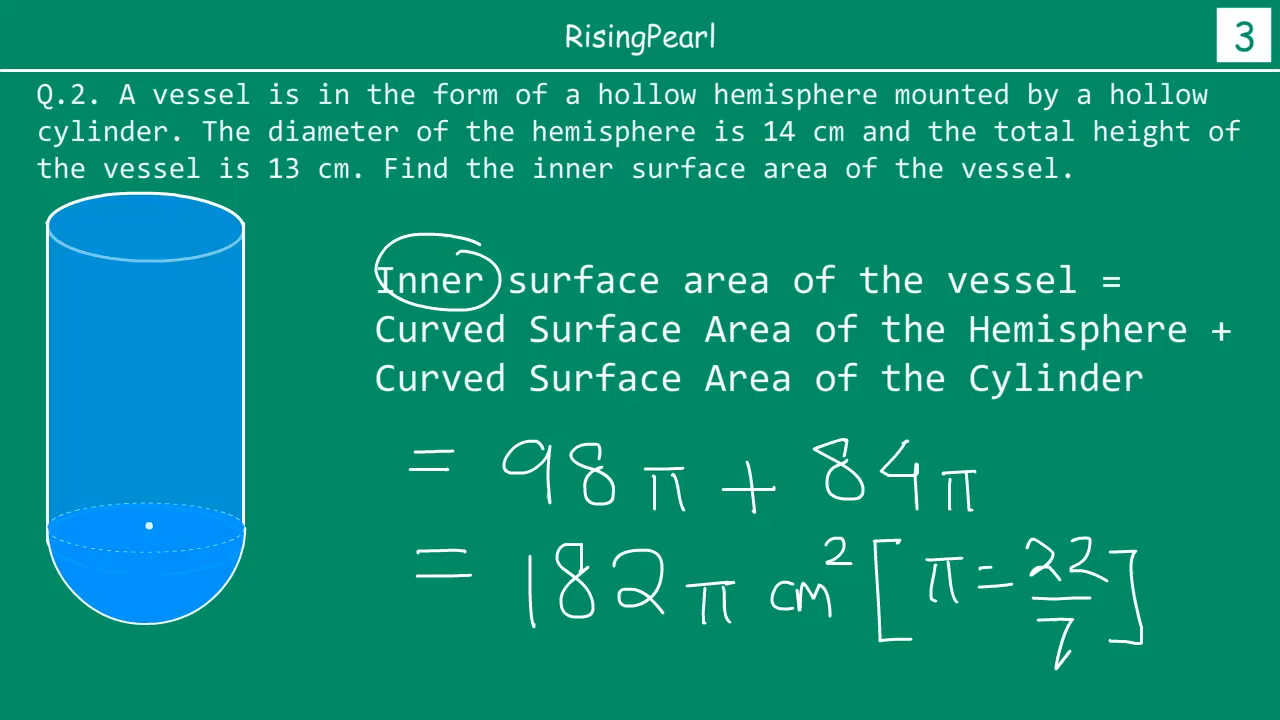 RisingPearl
3
Q.2. A vessel is in the form of a hollow hemisphere mounted by a hollow
cylinder. The diameter of the hemisphere is 14 cm and the total height of
the vessel is 13 cm. Find the inner surface area of the vessel.
Inner surface area of the vessel =
Curved Surface Area of the Hemisphere +
Curved Surface Area of the Cylinder
= 98π + 84π
= 182π cm² [π = 22/7]